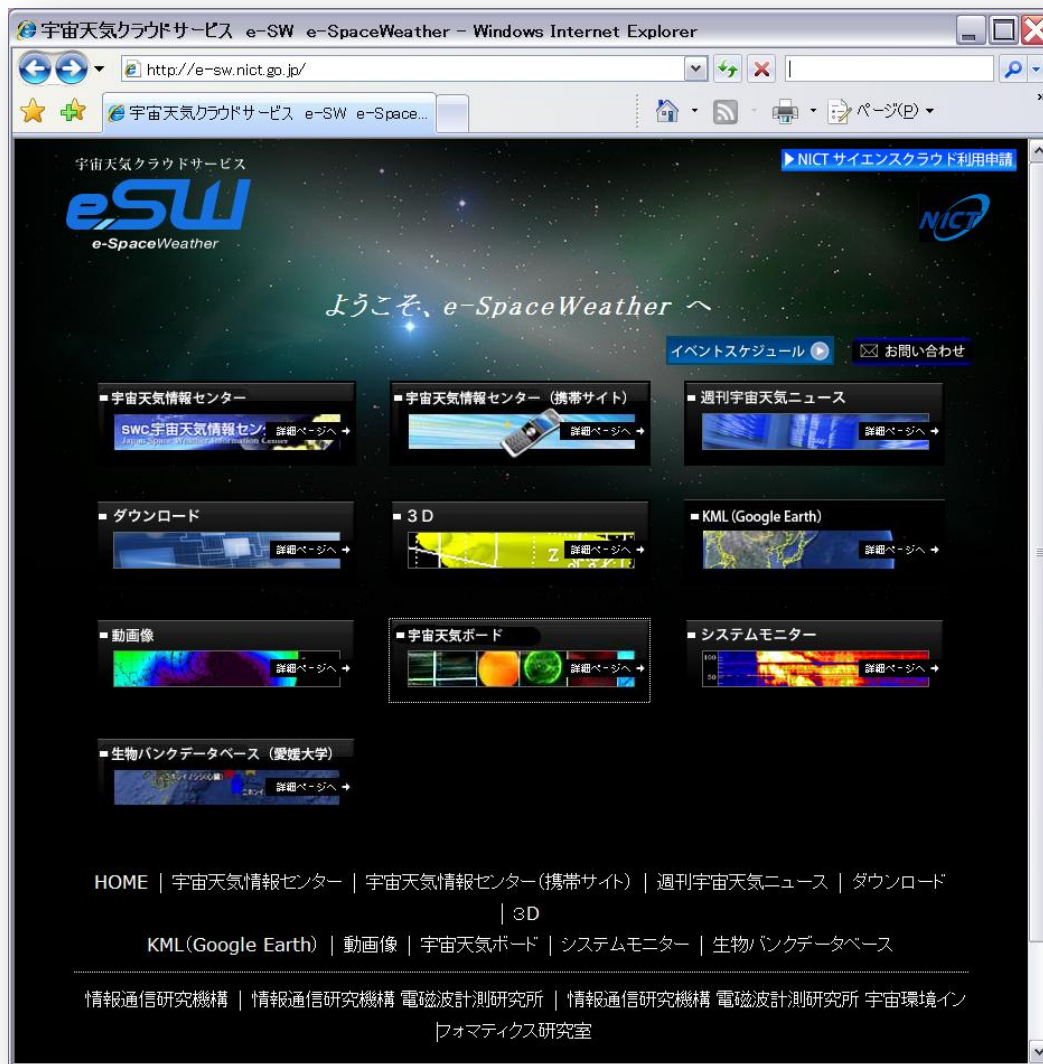 宇宙天気クラウドサービス e-SW e-SpaceWeather - Windows Internet Explorer
http://e-sw.nict.go.jp/
宇宙天気クラウドサービス e-SW e-Space...
ページ(P)
宇宙天気クラウドサービス
▶NICT サイエンスクラウド利用申請
eSW
e-SpaceWeather
NICT
ようこそ、e-SpaceWeather へ
イベントスケジュール
お問い合わせ
宇宙天気情報センター
宇宙天気情報センター（携帯サイト）
週刊宇宙天気ニュース
SWC宇宙天気情報セン
詳細ページへ →
詳細ページへ →
詳細ページへ →
Japan Space Weather Information Center
ダウンロード
3D
KML (Google Earth)
詳細ページへ →
Z
詳細ページへ →
詳細ページへ →
動画像
宇宙天気ボード
システムモニター
100
50
詳細ページへ →
詳細ページへ →
詳細ページへ →
生物バンクデータベース（愛媛大学）
詳細ページへ →
HOME | 宇宙天気情報センター | 宇宙天気情報センター(携帯サイト) | 週刊宇宙天気ニュース | ダウンロード
| 3D
KML(Google Earth) | 動画像 | 宇宙天気ボード | システムモニター | 生物バンクデータベース
情報通信研究機構 | 情報通信研究機構 電磁波計測研究所 | 情報通信研究機構 電磁波計測研究所 宇宙環境イン
フォマティクス研究室